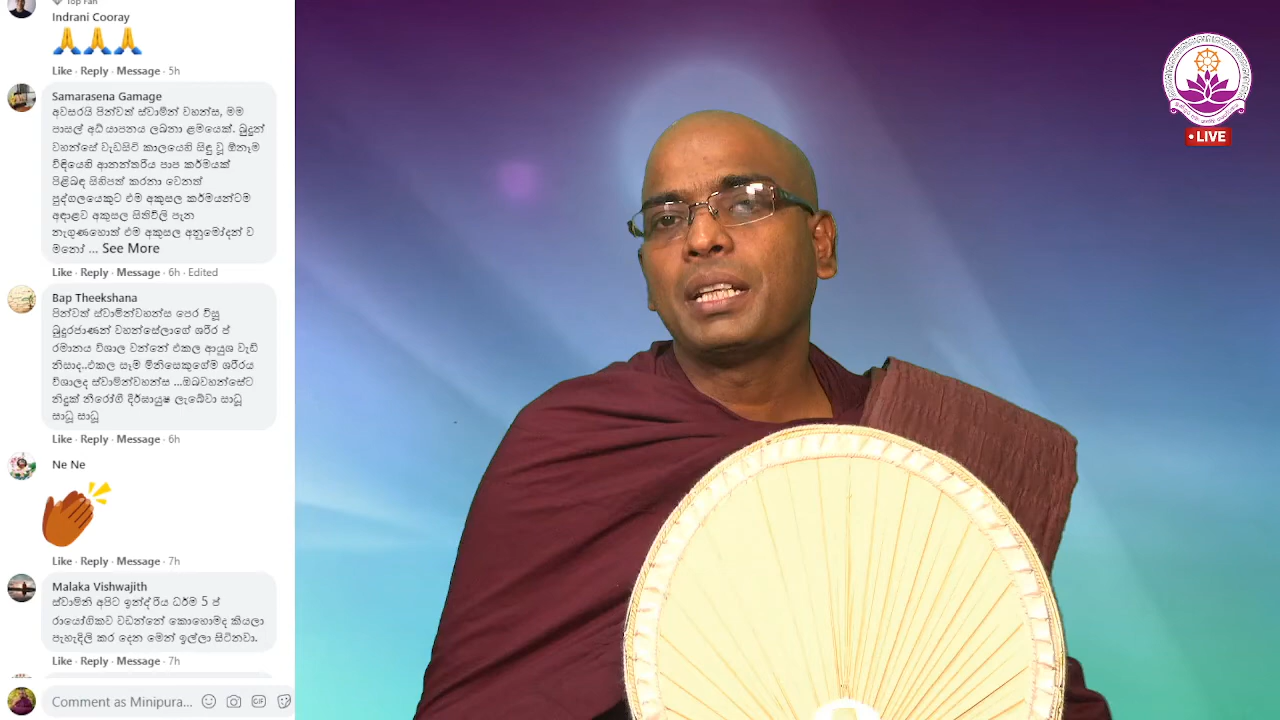 Top Fan
Indrani Cooray
Like · Reply · Message · 5h
Samarasena Gamage
අවසරයි පින්වත් ස්වාමීන් වහන්ස, මම
පාසල් අධ්‍යාපනය ලබනා ළමයෙක්. බුදුන්
වහන්සේ වැඩසිටි කාලයෙහි සිඳු වූ ඕනෑම
විඳියෙහි ආනන්තරීය පාප කර්මයක්
පිළිබඳ සිහිපත් කරනා වෙනත්
පුද්ගලයෙකුට එම අකුසල කර්මයන්ටම
අඳාළව අකුසල සිතිවිලි පැන
නැගුණහොත් එම අකුසල අනුමෝදන් ව
මනෝ ... See More
Like · Reply · Message · 6h · Edited
Bap Theekshana
පින්වත් ස්වාමින්වහන්ස පෙර විසූ
බුදුරජාණන් වහන්සේලාගේ ශරීර ප්
රමානය විශාල වන්නේ එකල ආයුශ වැඩි
නිසාද..එකල සෑම මිනිසෙකුගේම ශරීරය
විශාලද ස්වාමින්වහන්ස ...ඔබවහන්සේට
නිදුක් නීරෝගි දිර්ඝායුෂ ලැබේවා සාධූ
සාධූ සාධූ
Like · Reply · Message · 6h
Ne Ne
Like · Reply · Message · 7h
Malaka Vishwajith
ස්වාමිනි අපිට ඉන්ද්‍රීය ධර්ම 5 ප්
රායෝගිකව වඩන්නේ කොහොමද කියලා
පැහැදිලි කර දෙන මෙන් ඉල්ලා සිටිනවා.
Like · Reply · Message · 7h
Comment as Minipura...
GIF
LIVE